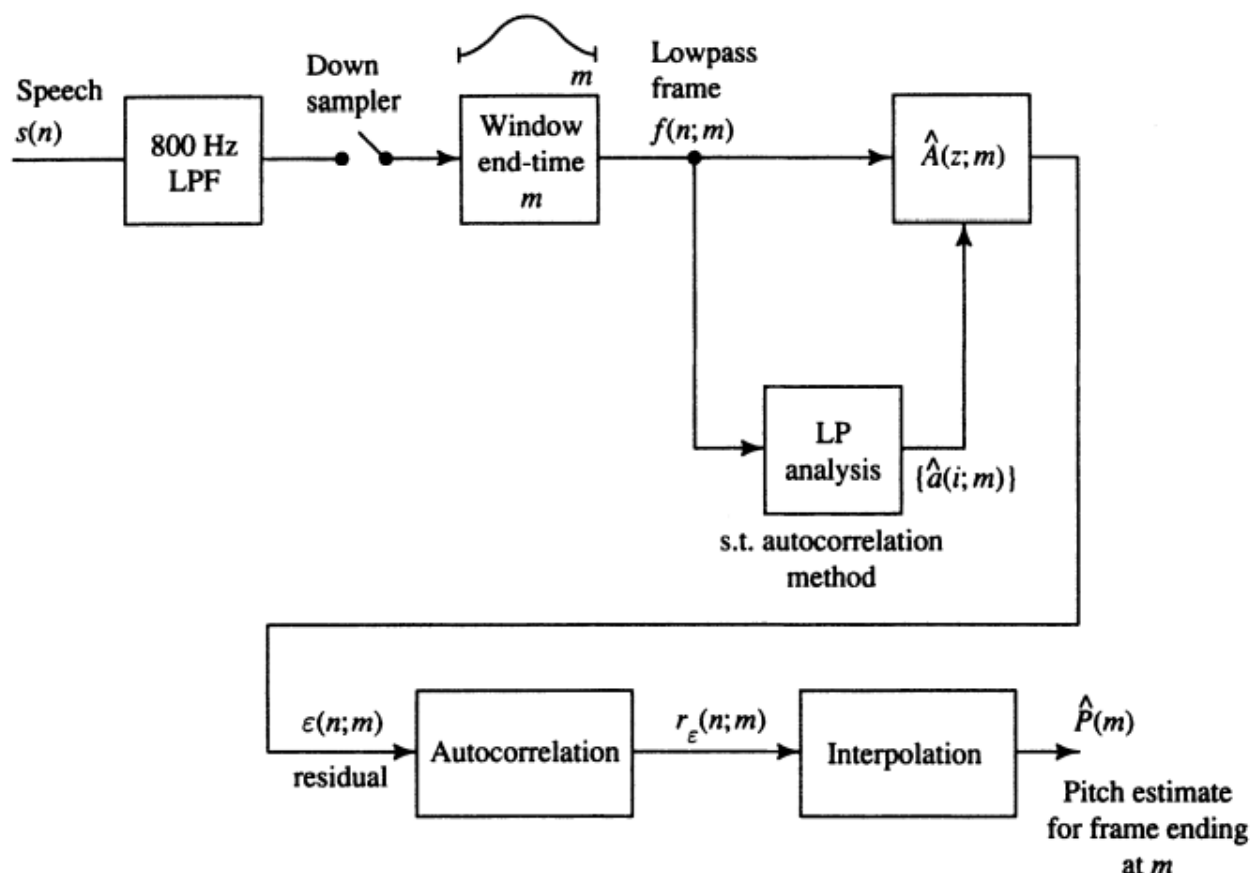 Speech
s(n)
800 Hz
LPF
Down
sampler
m
Window
end-time
m
Lowpass
frame
f(n; m)
Â(z; m)
LP
analysis
{â(i; m)}
s.t. autocorrelation
method
ε(n; m)
residual
Autocorrelation
r_ε(n; m)
Interpolation
P̂(m)
Pitch estimate
for frame ending
at m